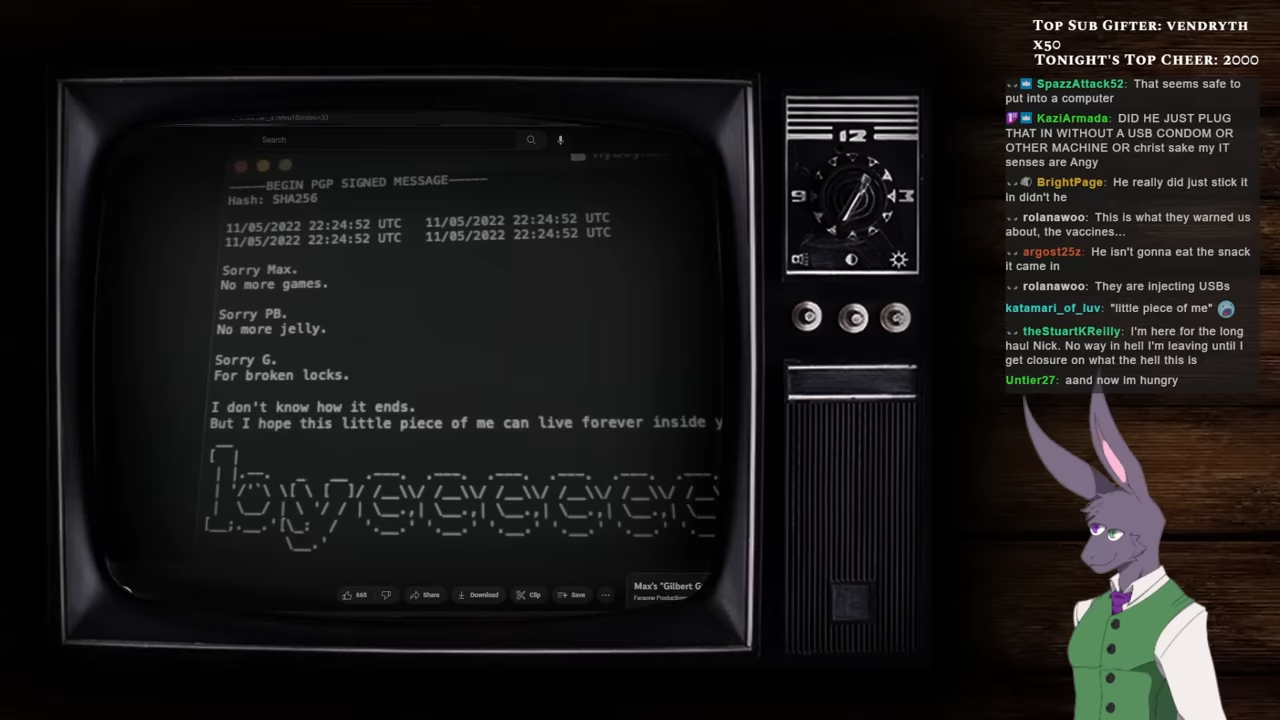 Search
-----BEGIN PGP SIGNED MESSAGE-----
Hash: SHA256
11/05/2022 22:24:52 UTC 11/05/2022 22:24:52 UTC
11/05/2022 22:24:52 UTC 11/05/2022 22:24:52 UTC
Sorry Max.
No more games.
Sorry PB.
No more jelly.
Sorry G.
For broken locks.
I don't know how it ends.
But I hope this little piece of me can live forever inside y
byeeeeee
665
Share
Download
Clip
Save
Max's "Gilbert G
12
9
3
Top Sub Gifter: vendryth
x50
Tonight's Top Cheer: 2000
SpazzAttack52: That seems safe to
put into a computer
KaziArmada: DID HE JUST PLUG
THAT IN WITHOUT A USB CONDOM OR
OTHER MACHINE OR christ sake my IT
senses are Angy
BrightPage: He really did just stick it
in didn't he
rolanawoo: This is what they warned us
about, the vaccines...
argost25z: He isn't gonna eat the snack
it came in
rolanawoo: They are injecting USBs
katamari_of_luv: "little piece of me"
theStuartKReilly: I'm here for the long
haul Nick. No way in hell I'm leaving until I
get closure on what the hell this is
Untier27: aand now im hungry